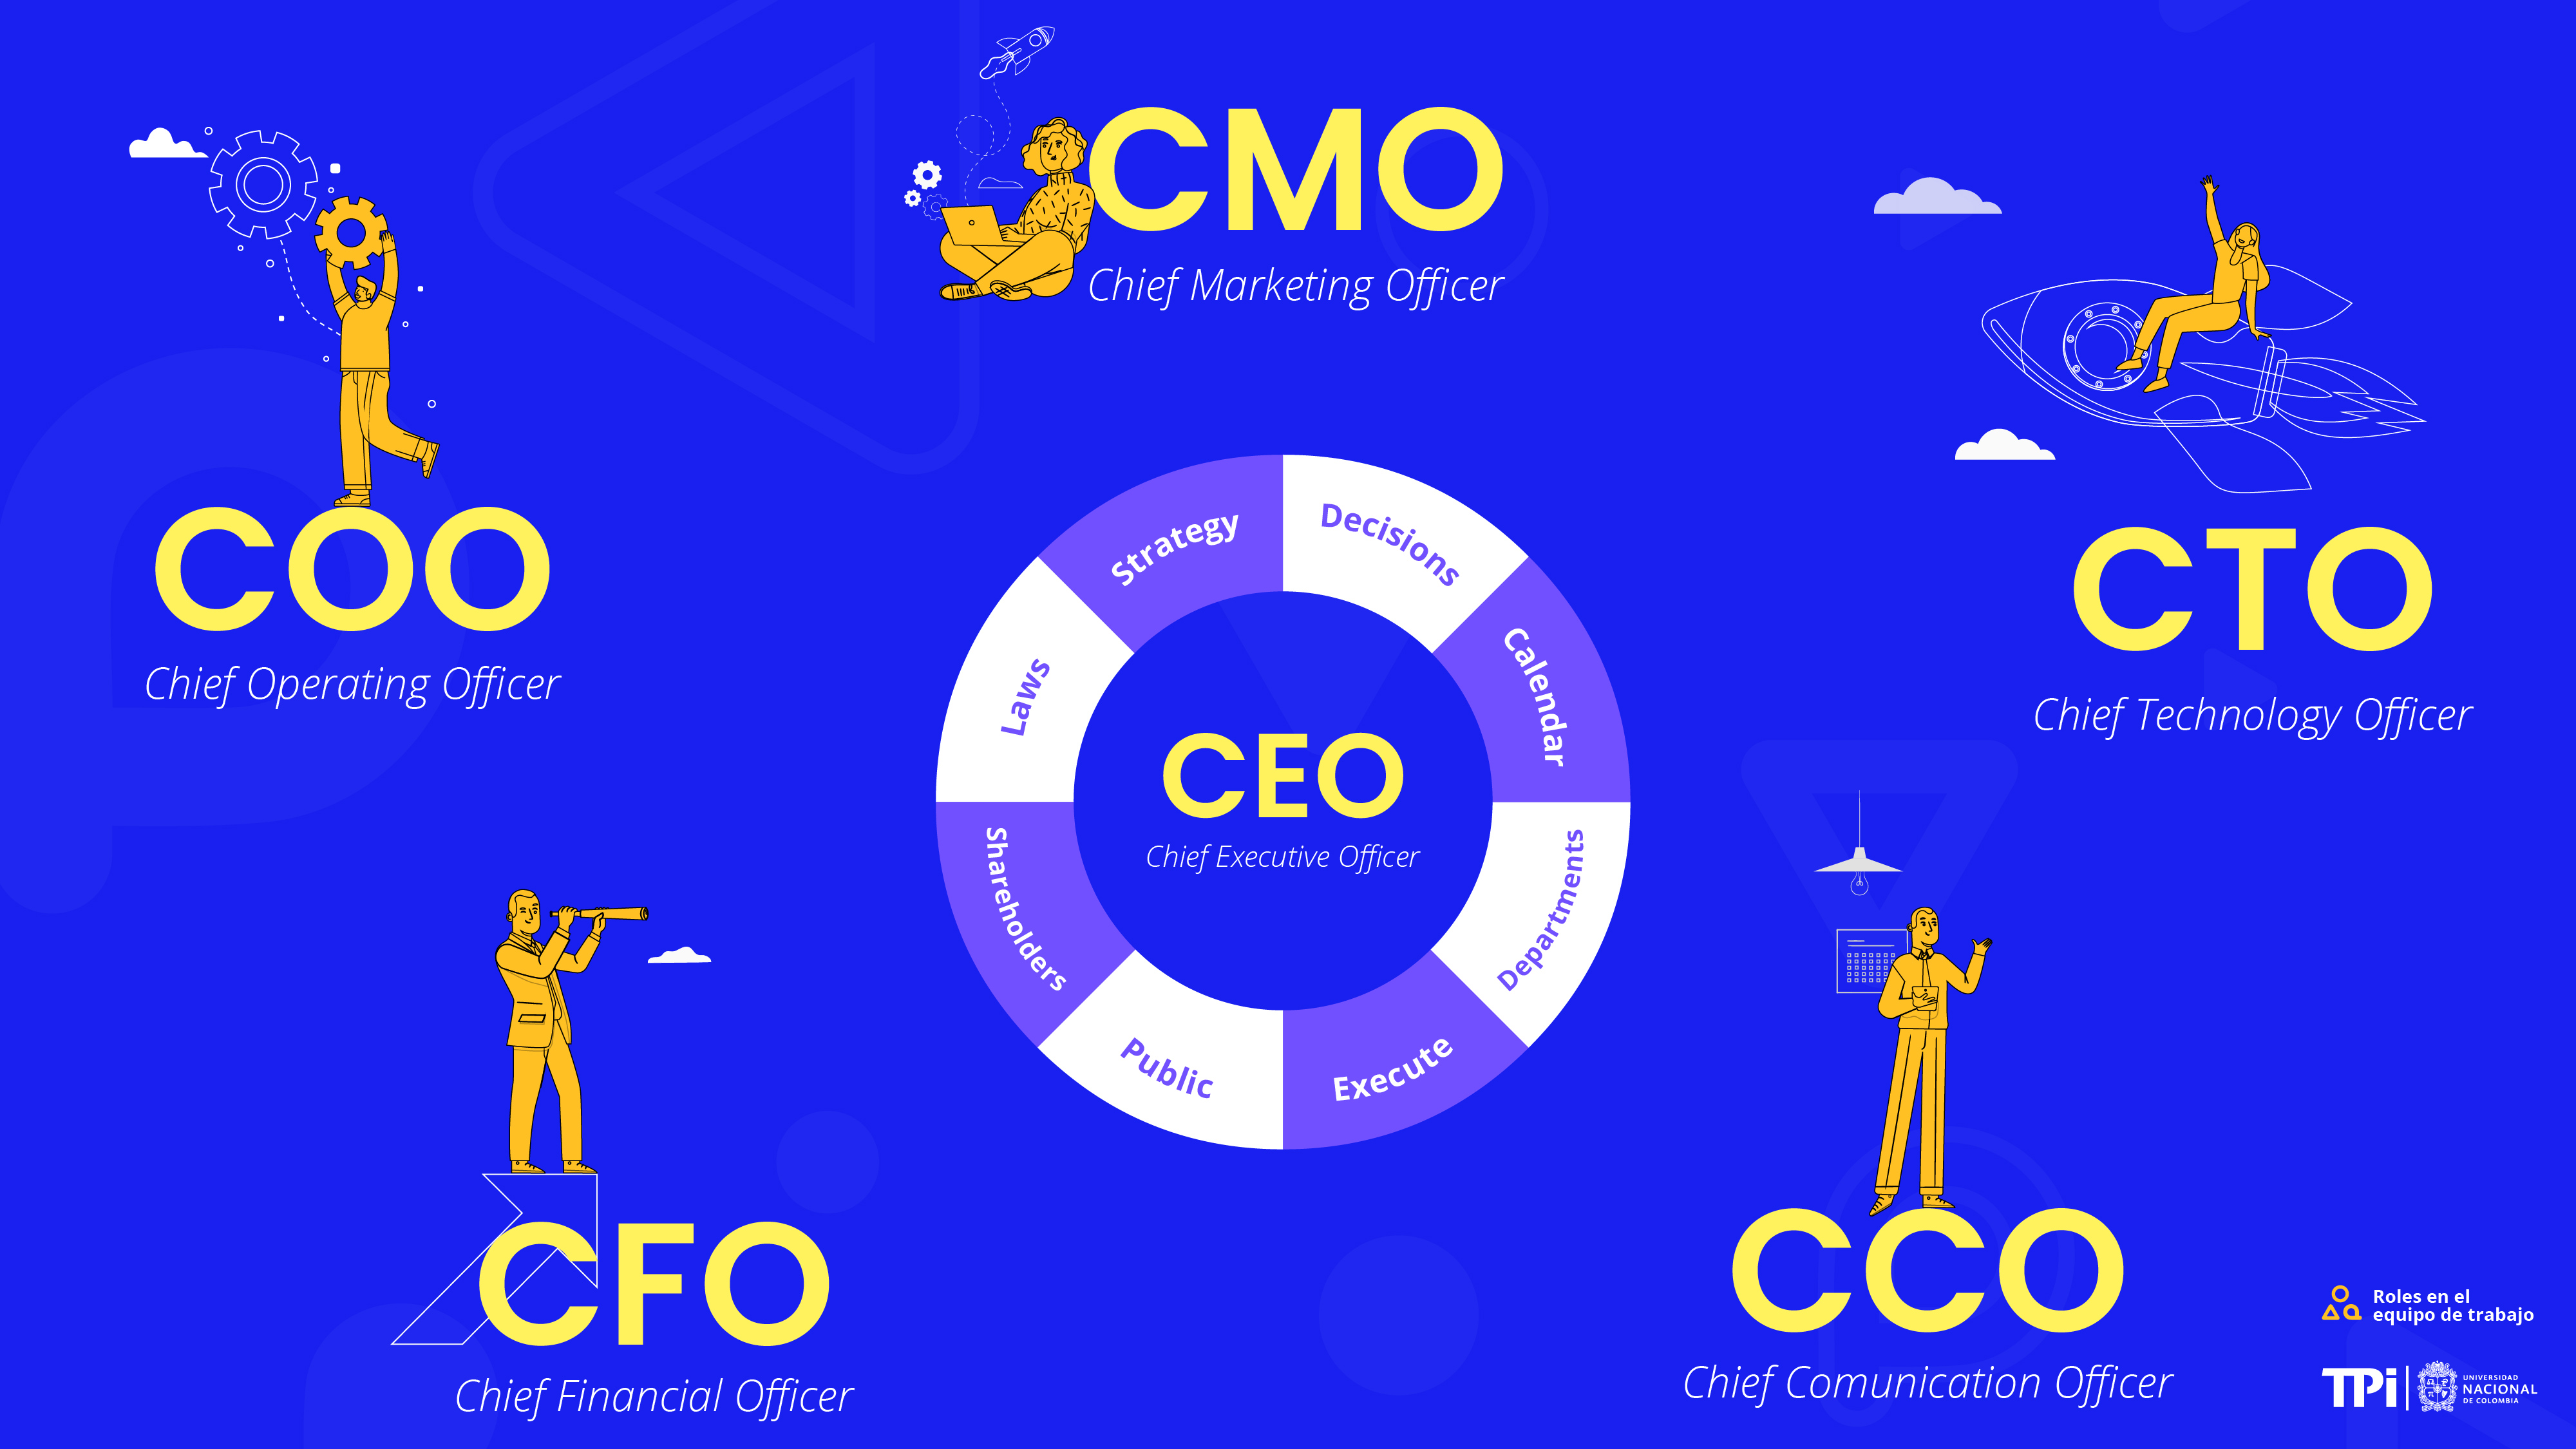 CMO
Chief Marketing Officer
COO
Chief Operating Officer
CTO
Chief Technology Officer
Strategy
Decisions
Calendar
Departments
Execute
Public
Shareholders
Laws
CEO
Chief Executive Officer
CFO
Chief Financial Officer
CCO
Chief Comunication Officer
Roles en el
equipo de trabajo
TPi
UNIVERSIDAD
NACIONAL
DE COLOMBIA